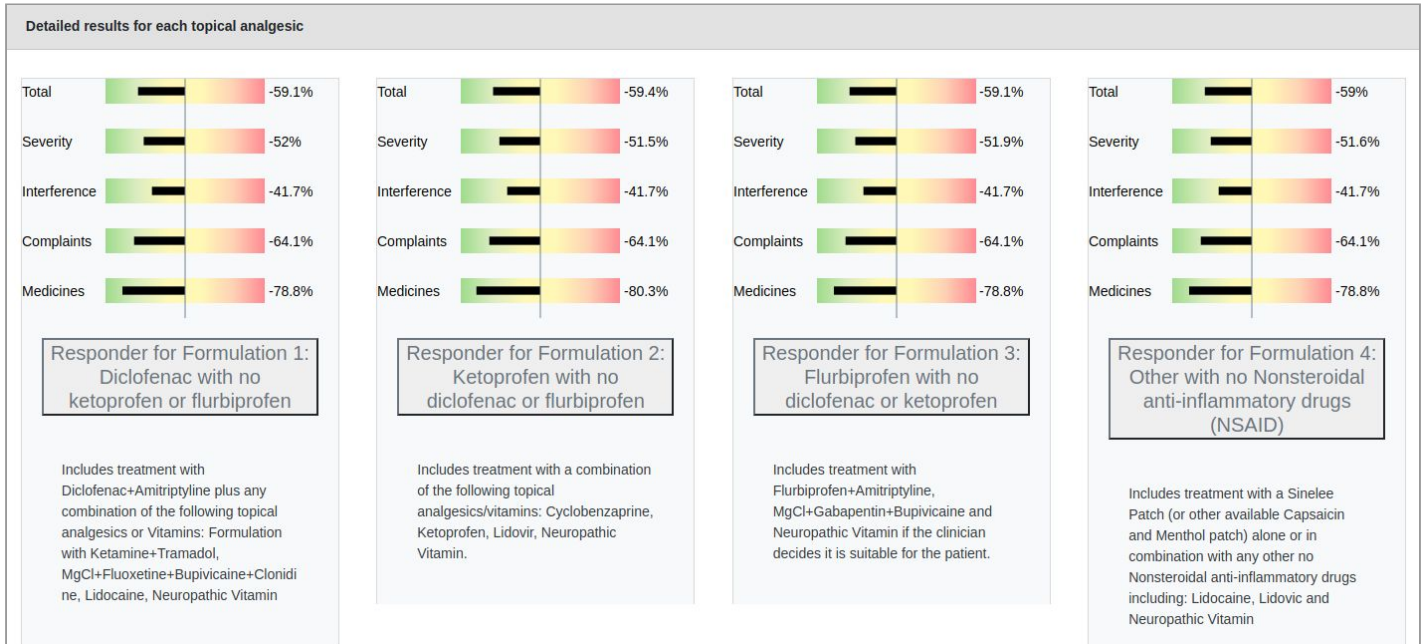 Detailed results for each topical analgesic
Total -59.1%
Severity -52%
Interference -41.7%
Complaints -64.1%
Medicines -78.8%
Responder for Formulation 1:
Diclofenac with no
ketoprofen or flurbiprofen
Includes treatment with
Diclofenac+Amitriptyline plus any
combination of the following topical
analgesics or Vitamins: Formulation
with Ketamine+Tramadol,
MgCl+Fluoxetine+Bupivicaine+Clonidi
ne, Lidocaine, Neuropathic Vitamin
Total -59.4%
Severity -51.5%
Interference -41.7%
Complaints -64.1%
Medicines -80.3%
Responder for Formulation 2:
Ketoprofen with no
diclofenac or flurbiprofen
Includes treatment with a combination
of the following topical
analgesics/vitamins: Cyclobenzaprine,
Ketoprofen, Lidovir, Neuropathic
Vitamin.
Total -59.1%
Severity -51.9%
Interference -41.7%
Complaints -64.1%
Medicines -78.8%
Responder for Formulation 3:
Flurbiprofen with no
diclofenac or ketoprofen
Includes treatment with
Flurbiprofen+Amitriptyline,
MgCl+Gabapentin+Bupivicaine and
Neuropathic Vitamin if the clinician
decides it is suitable for the patient.
Total -59%
Severity -51.6%
Interference -41.7%
Complaints -64.1%
Medicines -78.8%
Responder for Formulation 4:
Other with no Nonsteroidal
anti-inflammatory drugs
(NSAID)
Includes treatment with a Sinelee
Patch (or other available Capsaicin
and Menthol patch) alone or in
combination with any other no
Nonsteroidal anti-inflammatory drugs
including: Lidocaine, Lidovic and
Neuropathic Vitamin